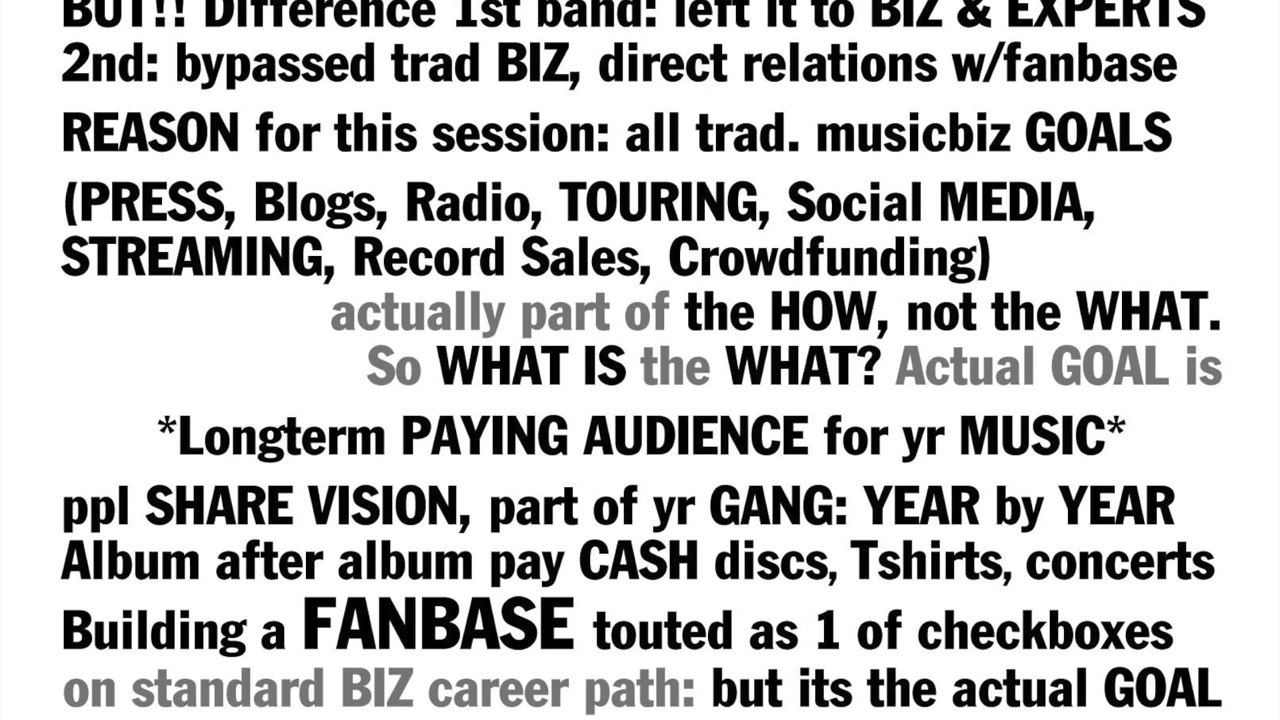 BUT!! Difference 1st band: left it to BIZ & EXPERTS
2nd: bypassed trad BIZ, direct relations w/fanbase
REASON for this session: all trad. musicbiz GOALS
(PRESS, Blogs, Radio, TOURING, Social MEDIA,
STREAMING, Record Sales, Crowdfunding)
actually part of the HOW, not the WHAT.
So WHAT IS the WHAT? Actual GOAL is
*Longterm PAYING AUDIENCE for yr MUSIC*
ppl SHARE VISION, part of yr GANG: YEAR by YEAR
Album after album pay CASH discs, Tshirts, concerts
Building a FANBASE touted as 1 of checkboxes
on standard BIZ career path: but its the actual GOAL